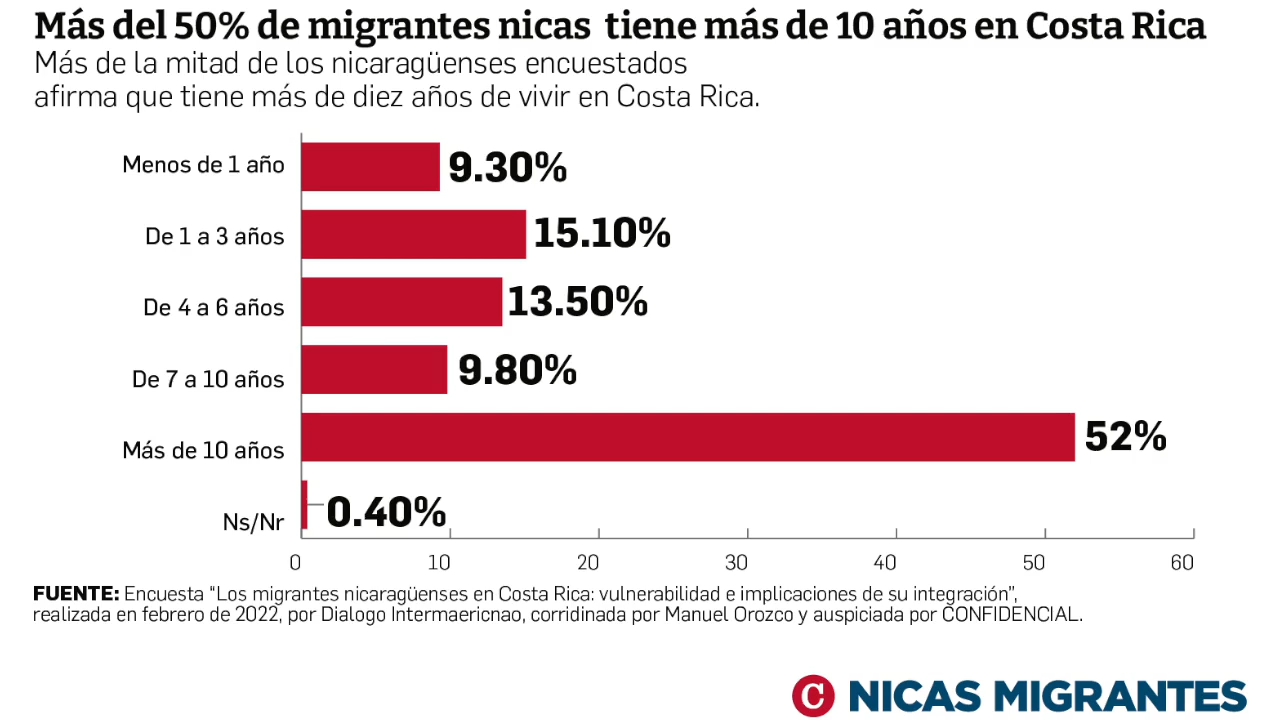 Más del 50% de migrantes nicas tiene más de 10 años en Costa Rica
Más de la mitad de los nicaragüenses encuestados
afirma que tiene más de diez años de vivir en Costa Rica.
Menos de 1 año 9.30%
De 1 a 3 años 15.10%
De 4 a 6 años 13.50%
De 7 a 10 años 9.80%
Más de 10 años 52%
Ns/Nr 0.40%
0 10 20 30 40 50 60
FUENTE: Encuesta “Los migrantes nicaragüenses en Costa Rica: vulnerabilidad e implicaciones de su integración”,
realizada en febrero de 2022, por Dialogo Intermaericnao, corridinada por Manuel Orozco y auspiciada por CONFIDENCIAL.
C NICAS MIGRANTES